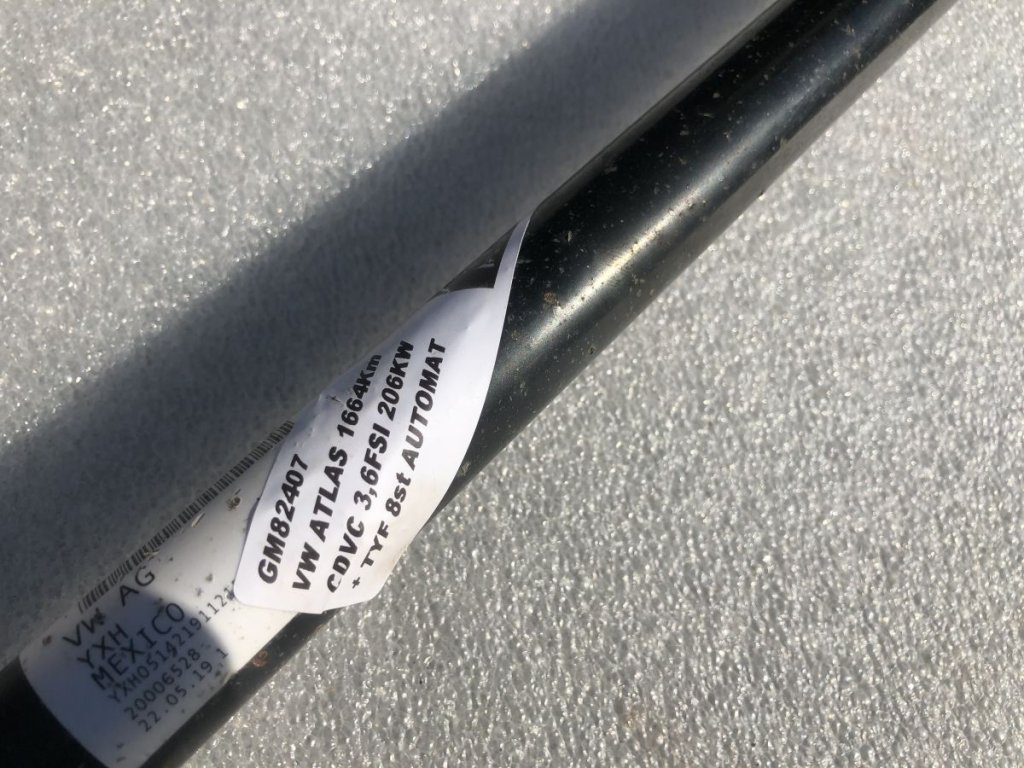 GM82407
VW ATLAS 1664Km
CDVC 3,6FSI 206KW
+ TYF 8st AUTOMAT
VW AG
YXH
MEXICO
20006528
22.05.19